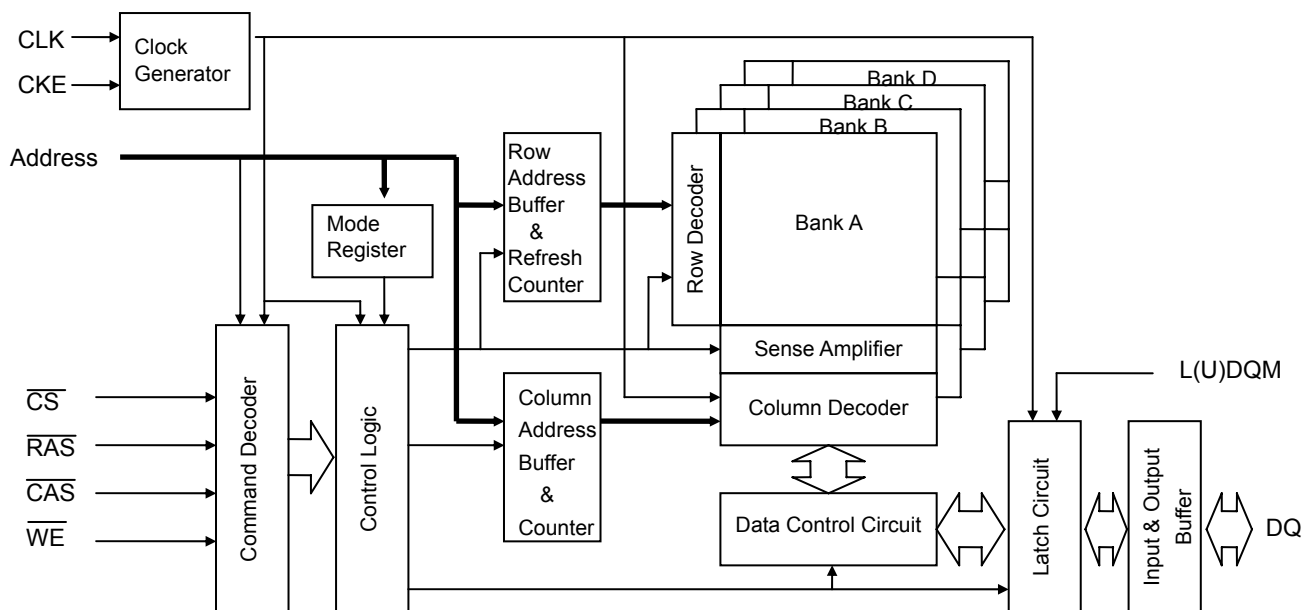 CLK
CKE
Clock
Generator
Address
Mode
Register
Row
Address
Buffer
&
Refresh
Counter
Bank D
Bank C
Bank B
Bank A
Row Decoder
Sense Amplifier
Column Decoder
Column
Address
Buffer
&
Counter
CS
RAS
CAS
WE
Command Decoder
Control Logic
Data Control Circuit
L(U)DQM
Latch Circuit
Input & Output
Buffer
DQ